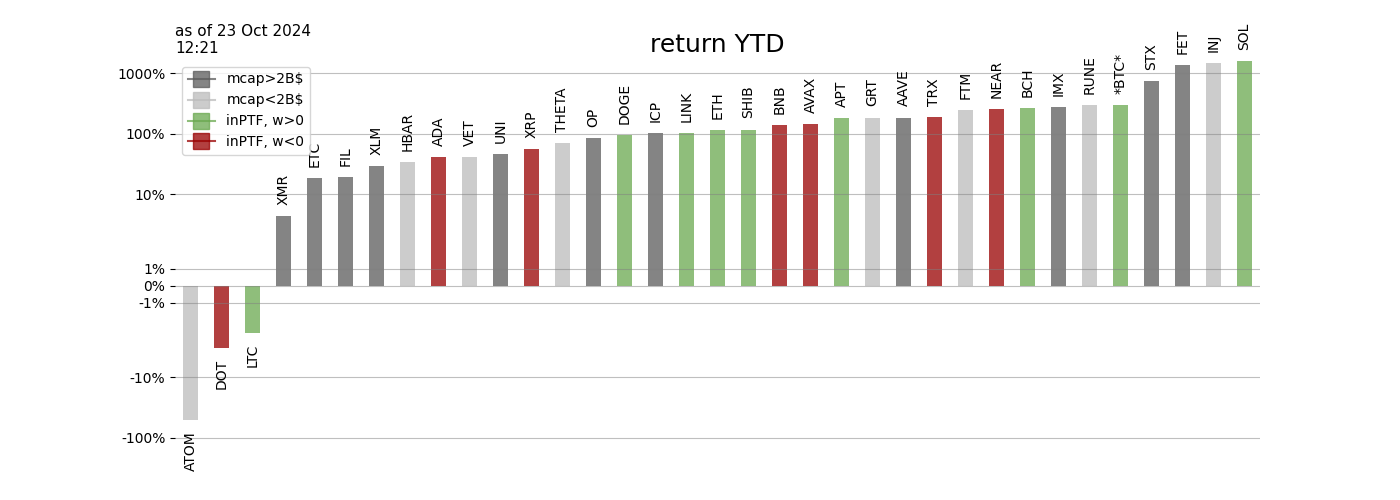 as of 23 Oct 2024
12:21
return YTD
mcap>2B$
mcap<2B$
inPTF, w>0
inPTF, w<0
1000%
100%
10%
1%
0%
-1%
-10%
-100%
ATOM
DOT
LTC
XMR
ETC
FIL
XLM
HBAR
ADA
VET
UNI
XRP
THETA
OP
DOGE
ICP
LINK
ETH
SHIB
BNB
AVAX
APT
GRT
AAVE
TRX
FTM
NEAR
BCH
IMX
RUNE
*BTC*
STX
FET
INJ
SOL